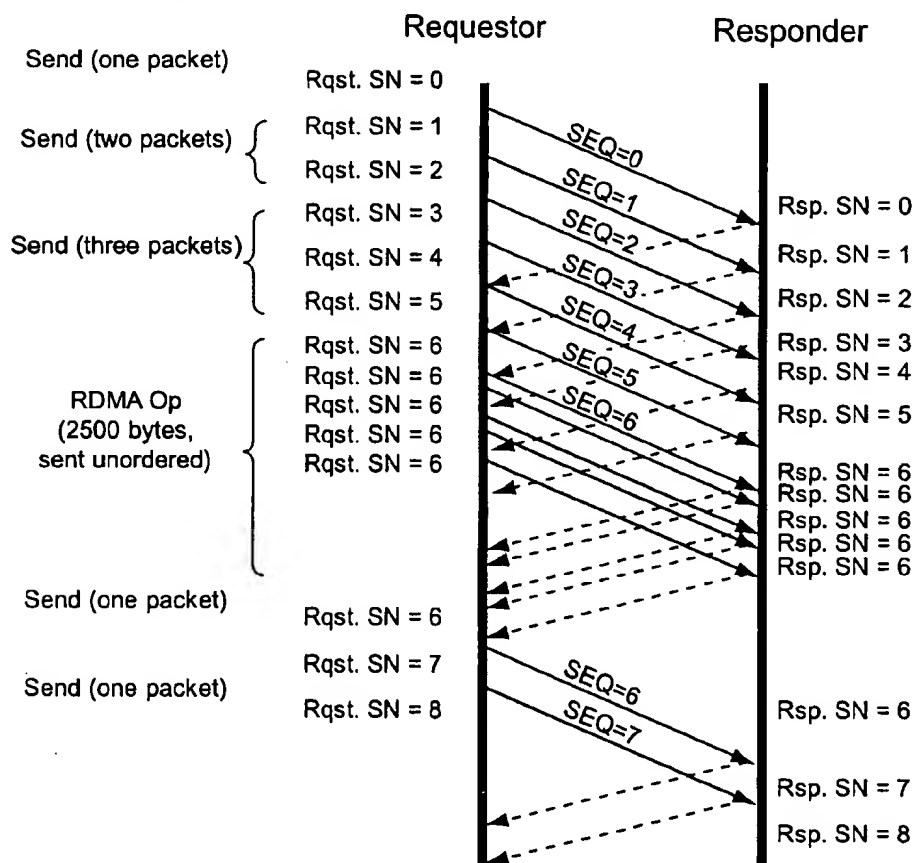 Requestor
Responder
Send (one packet)
Rqst. SN = 0
Send (two packets)
Rqst. SN = 1
Rqst. SN = 2
Send (three packets)
Rqst. SN = 3
Rqst. SN = 4
Rqst. SN = 5
RDMA Op
(2500 bytes,
sent unordered)
Rqst. SN = 6
Rqst. SN = 6
Rqst. SN = 6
Rqst. SN = 6
Rqst. SN = 6
Send (one packet)
Rqst. SN = 6
Rqst. SN = 7
Send (one packet)
Rqst. SN = 8
SEQ=0
SEQ=1
SEQ=2
SEQ=3
SEQ=4
SEQ=5
SEQ=6
SEQ=6
SEQ=7
Rsp. SN = 0
Rsp. SN = 1
Rsp. SN = 2
Rsp. SN = 3
Rsp. SN = 4
Rsp. SN = 5
Rsp. SN = 6
Rsp. SN = 6
Rsp. SN = 6
Rsp. SN = 6
Rsp. SN = 6
Rsp. SN = 6
Rsp. SN = 7
Rsp. SN = 8